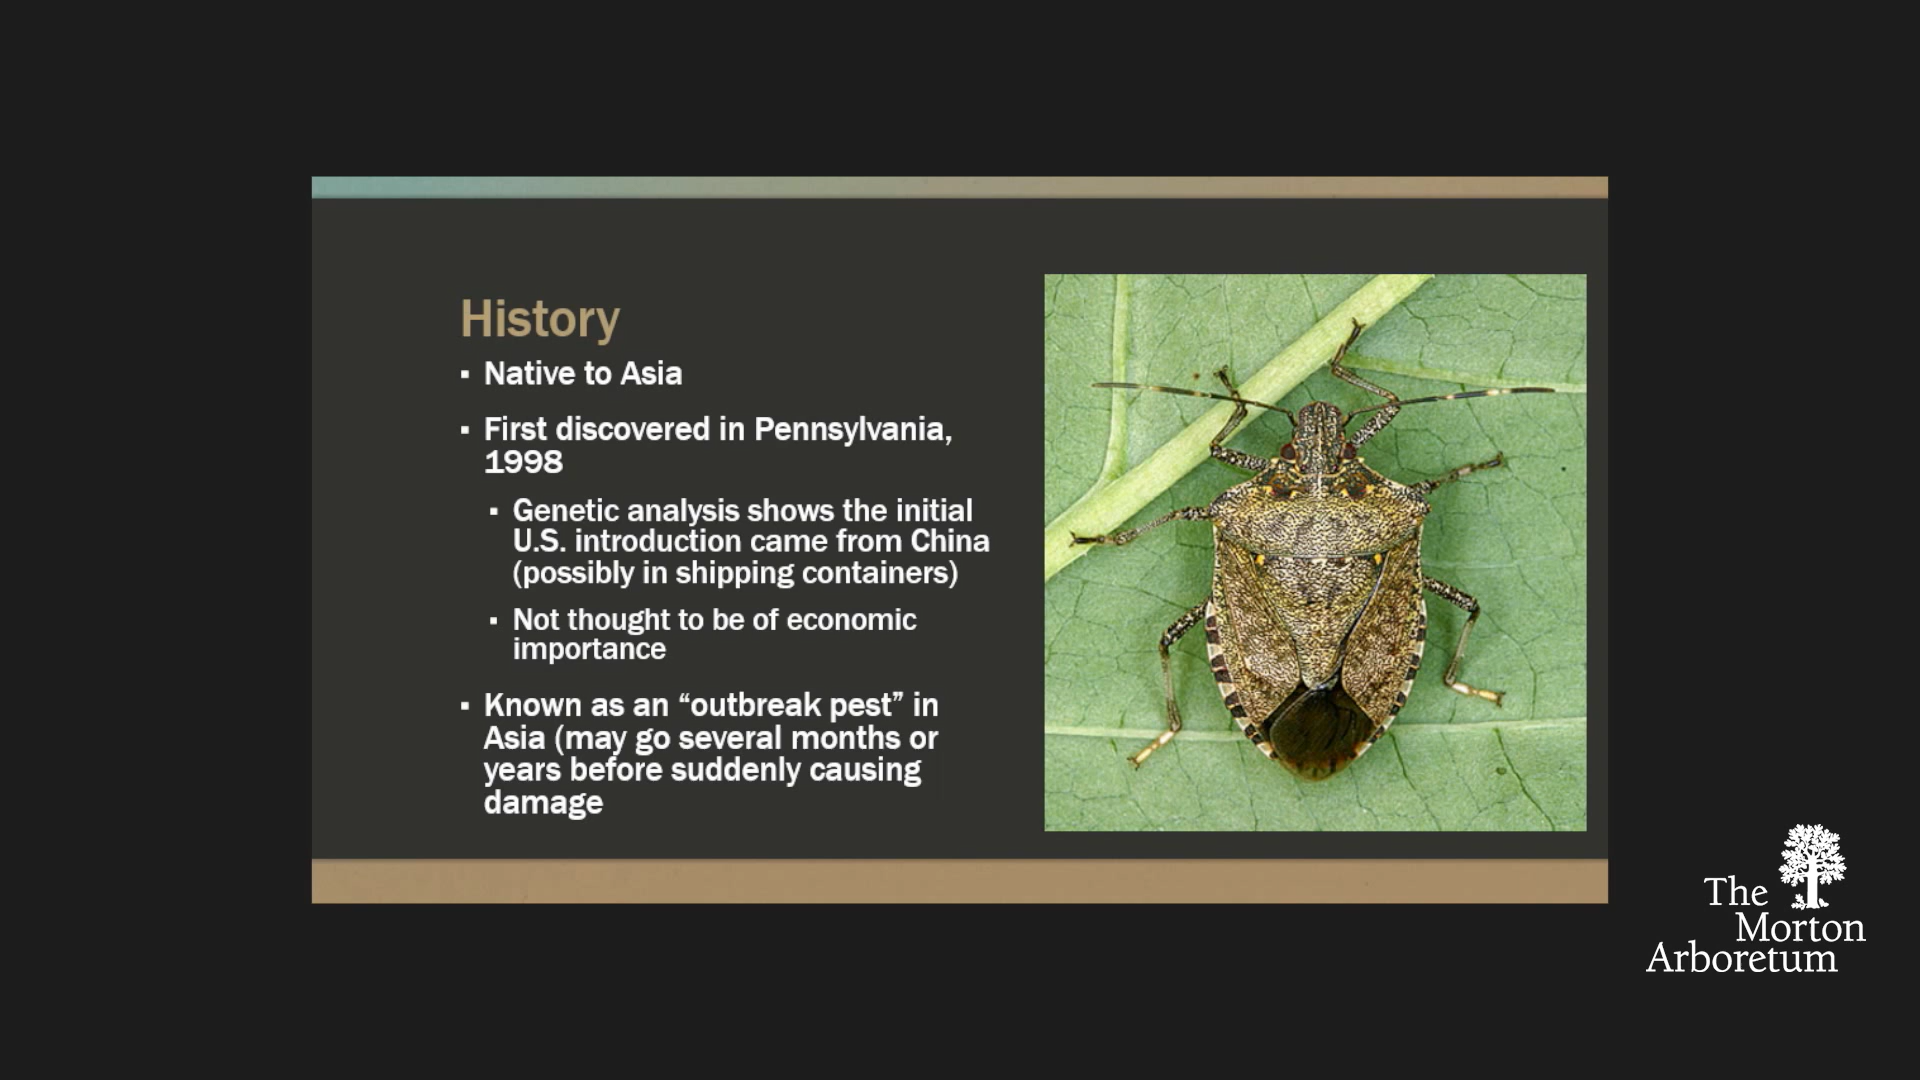 History
▪ Native to Asia
▪ First discovered in Pennsylvania,
1998
▪ Genetic analysis shows the initial
U.S. introduction came from China
(possibly in shipping containers)
▪ Not thought to be of economic
importance
▪ Known as an “outbreak pest” in
Asia (may go several months or
years before suddenly causing
damage
The
Morton
Arboretum